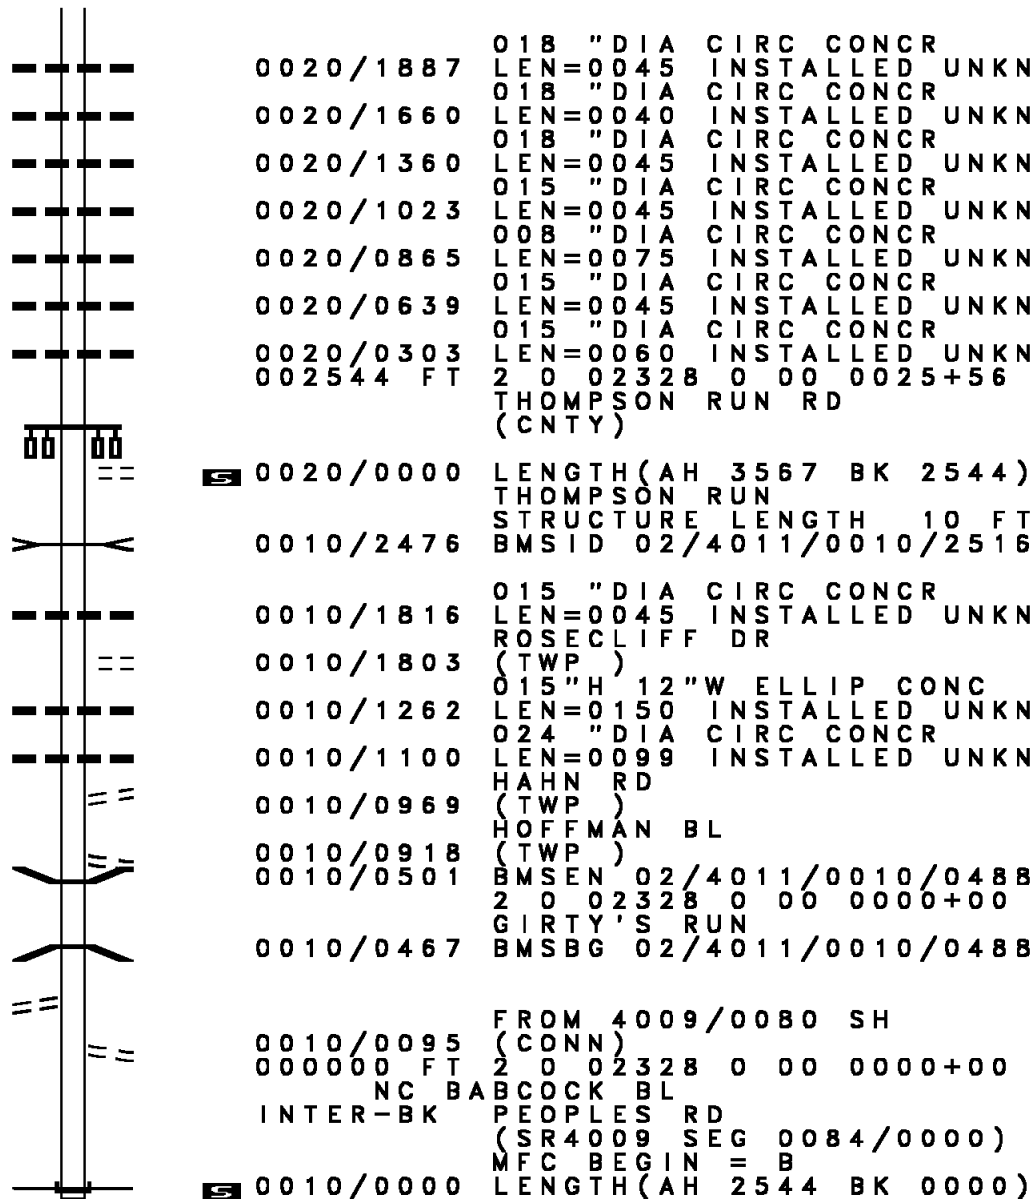 018 "DIA CIRC CONCR
0020/1887 LEN=0045 INSTALLED UNKN
018 "DIA CIRC CONCR
0020/1660 LEN=0040 INSTALLED UNKN
018 "DIA CIRC CONCR
0020/1360 LEN=0045 INSTALLED UNKN
015 "DIA CIRC CONCR
0020/1023 LEN=0045 INSTALLED UNKN
008 "DIA CIRC CONCR
0020/0865 LEN=0075 INSTALLED UNKN
015 "DIA CIRC CONCR
0020/0639 LEN=0045 INSTALLED UNKN
015 "DIA CIRC CONCR
0020/0303 LEN=0060 INSTALLED UNKN
002544 FT 2 0 02328 0 00 0025+56
THOMPSON RUN RD
(CNTY)
S 0020/0000 LENGTH(AH 3567 BK 2544)
THOMPSON RUN
STRUCTURE LENGTH 10 FT
0010/2476 BMSID 02/4011/0010/2516
015 "DIA CIRC CONCR
0010/1816 LEN=0045 INSTALLED UNKN
ROSECLIFF DR
0010/1803 (TWP )
015"H 12"W ELLIP CONC
0010/1262 LEN=0150 INSTALLED UNKN
024 "DIA CIRC CONCR
0010/1100 LEN=0099 INSTALLED UNKN
HAHN RD
0010/0969 (TWP )
HOFFMAN BL
0010/0918 (TWP )
0010/0501 BMSEN 02/4011/0010/0488
2 0 02328 0 00 0000+00
GIRTY'S RUN
0010/0467 BMSBG 02/4011/0010/0488
FROM 4009/0080 SH
0010/0095 (CONN)
000000 FT 2 0 02328 0 00 0000+00
NC BABCOCK BL
INTER-BK PEOPLES RD
(SR4009 SEG 0084/0000)
MFC BEGIN = B
S 0010/0000 LENGTH(AH 2544 BK 0000)